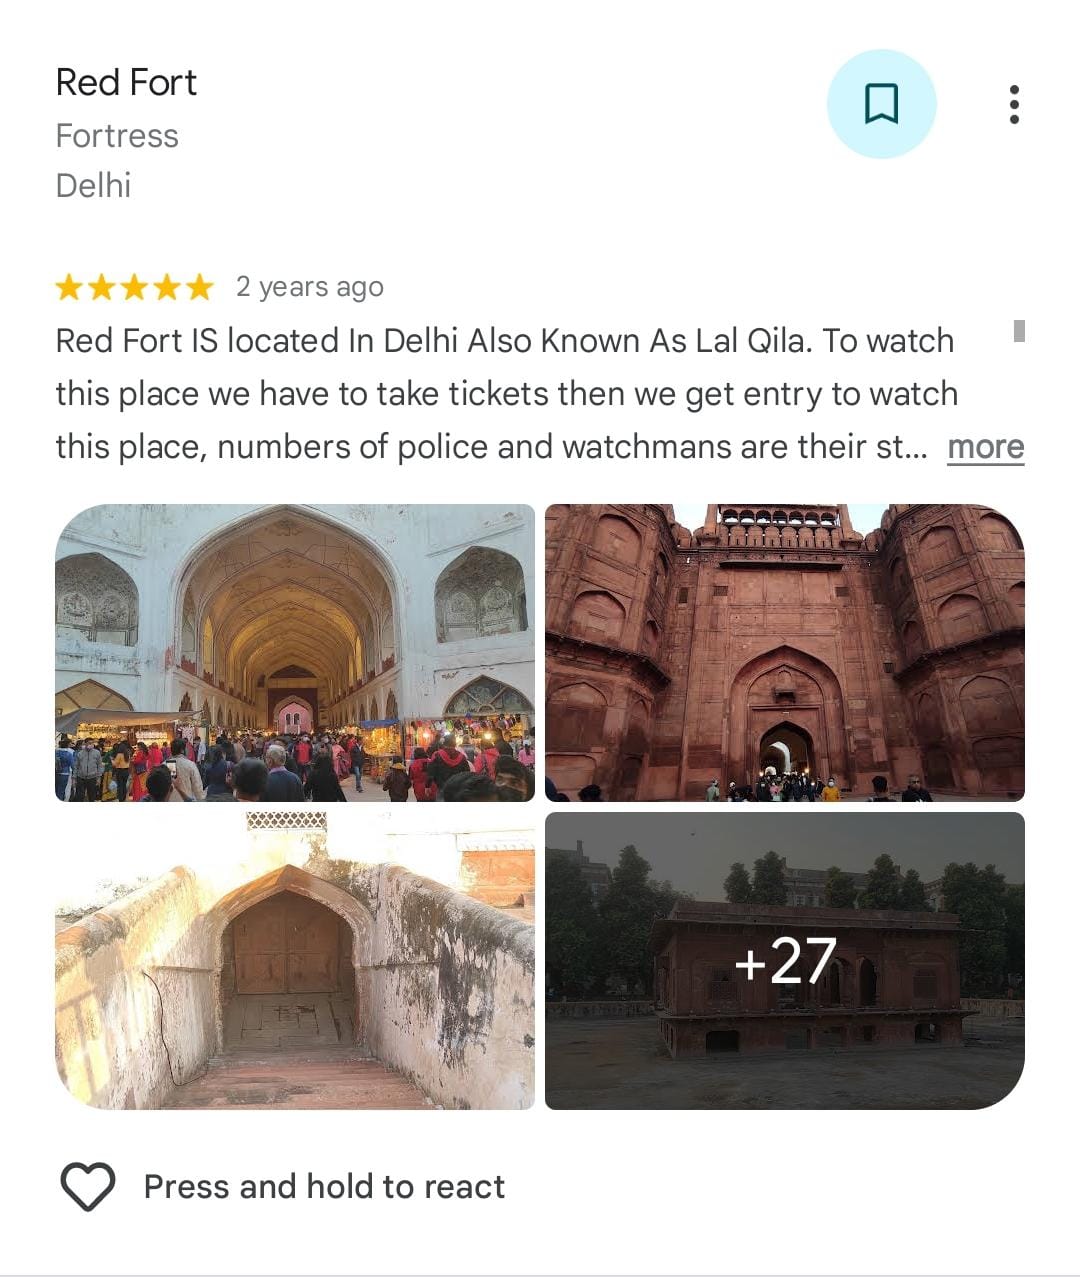 Red Fort
Fortress
Delhi
2 years ago
Red Fort IS located In Delhi Also Known As Lal Qila. To watch
this place we have to take tickets then we get entry to watch
this place, numbers of police and watchmans are their st... more
+27
Press and hold to react